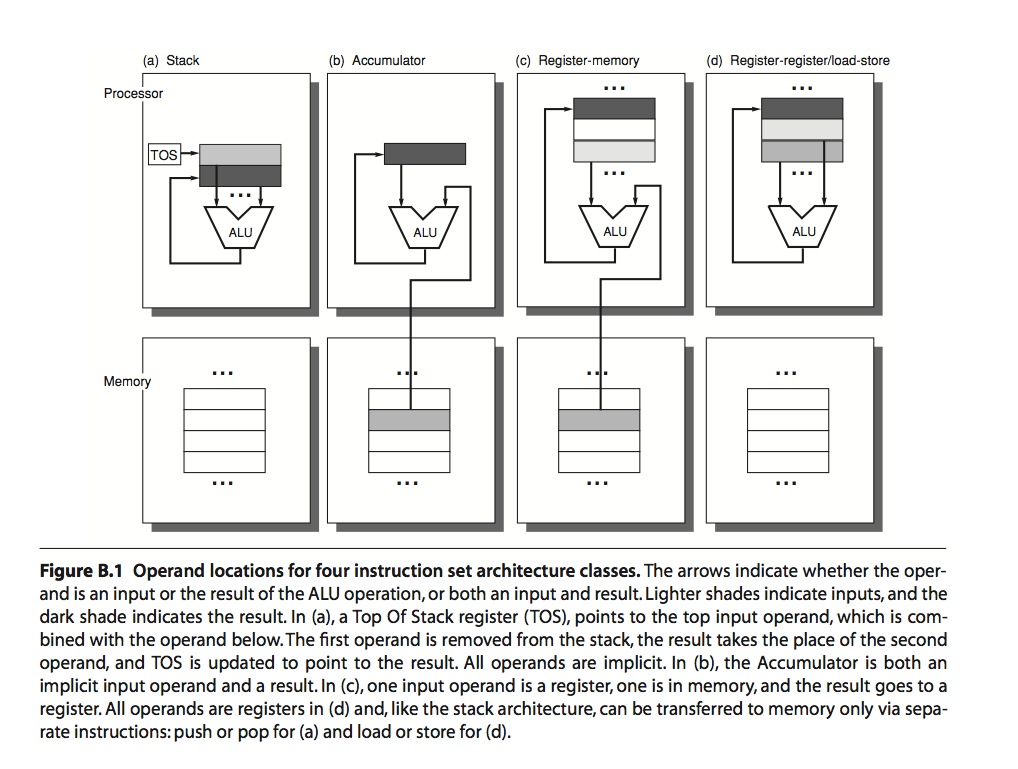 (a) Stack
(b) Accumulator
(c) Register-memory
(d) Register-register/load-store
Processor
...
...
TOS
...
...
...
ALU
ALU
ALU
ALU
Memory
...
...
...
...
...
...
...
...
Figure B.1 Operand locations for four instruction set architecture classes. The arrows indicate whether the oper-
and is an input or the result of the ALU operation, or both an input and result. Lighter shades indicate inputs, and the
dark shade indicates the result. In (a), a Top Of Stack register (TOS), points to the top input operand, which is com-
bined with the operand below. The first operand is removed from the stack, the result takes the place of the second
operand, and TOS is updated to point to the result. All operands are implicit. In (b), the Accumulator is both an
implicit input operand and a result. In (c), one input operand is a register, one is in memory, and the result goes to a
register. All operands are registers in (d) and, like the stack architecture, can be transferred to memory only via sepa-
rate instructions: push or pop for (a) and load or store for (d).